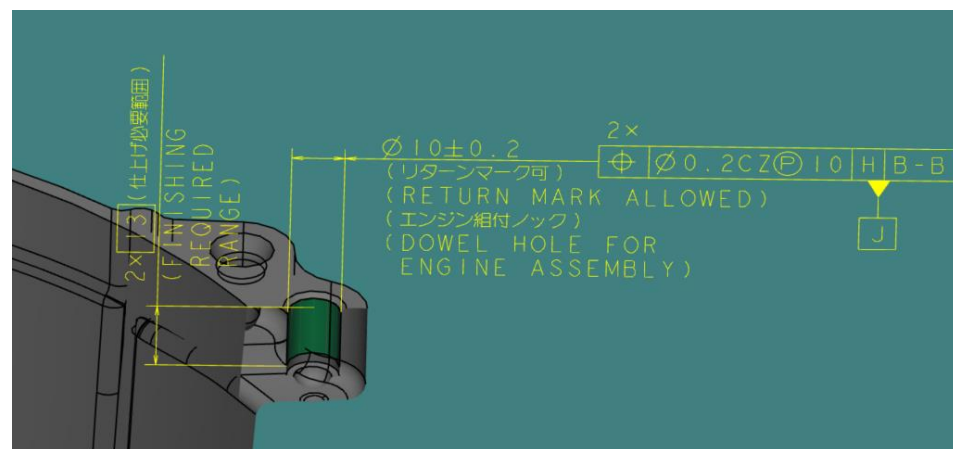 2× 13 (仕上げ必要範囲)
(FINISHING
REQUIRED
RANGE)
∅10±0.2
(リターンマーク可)
(RETURN MARK ALLOWED)
(エンジン組付ノック)
(DOWEL HOLE FOR
ENGINE ASSEMBLY)
2×
⌖ ∅0.2CZⓅ10 H B-B
J